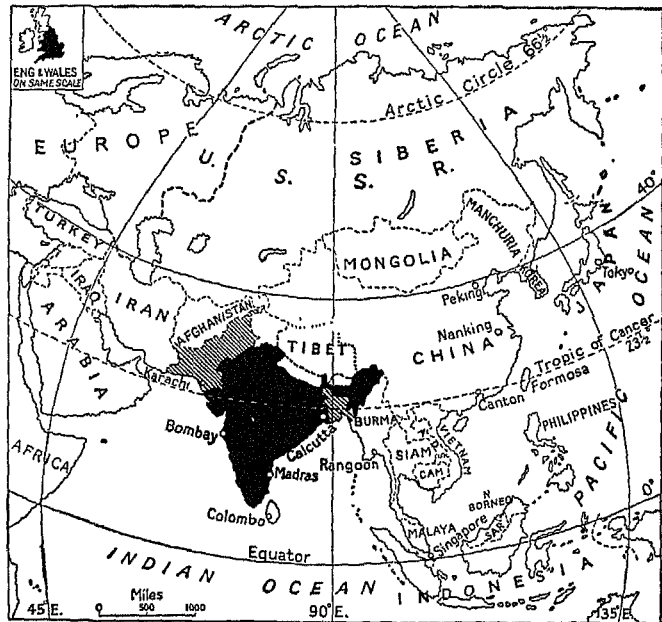 ENG & WALES
ON SAME SCALE
ARCTIC OCEAN
Arctic Circle 66½°
EUROPE
U. S. S. R.
SIBERIA
40°
TURKEY
IRAQ
IRAN
ARABIA
AFGHANISTAN
MONGOLIA
MANCHURIA
KOREA
JAPAN
Tokyo
Peking
Nanking
TIBET
CHINA
Tropic of Cancer
23½°
Karachi
Canton
Formosa
PHILIPPINES
PACIFIC OCEAN
AFRICA
Bombay
Calcutta
BURMA
Madras
Rangoon
SIAM
VIETNAM
CAM
Colombo
MALAYA
Singapore
N
BORNEO
SAR
0°
Equator
INDIAN OCEAN
INDONESIA
45°E.
Miles
0 500 1000
90°E.
135°E.